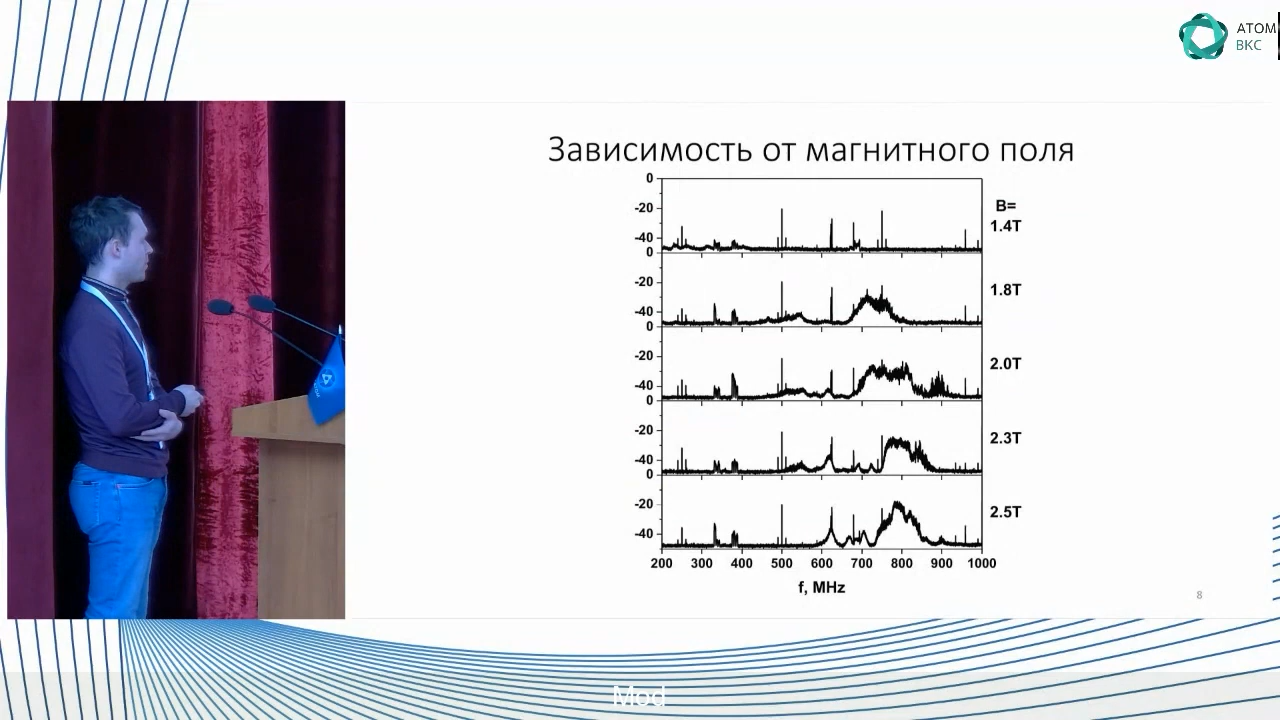 АТОМ
ВКС
Зависимость от магнитного поля
0
-20
-40
0
-20
-40
0
-20
-40
0
-20
-40
0
-20
-40
B=
1.4T
1.8T
2.0T
2.3T
2.5T
200 300 400 500 600 700 800 900 1000
f, MHz
8
Mod